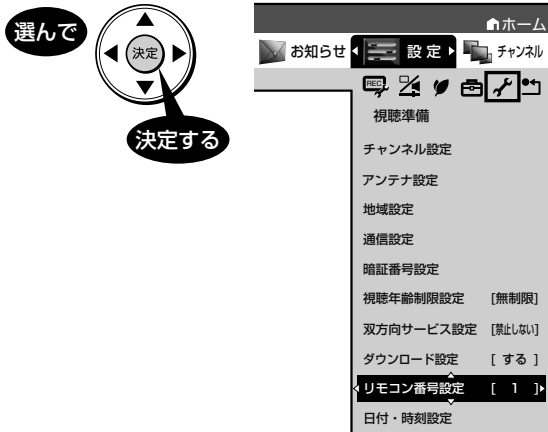 選んで
決定
決定する
ホーム
お知らせ 設定 チャンネル
REC
視聴準備
チャンネル設定
アンテナ設定
地域設定
通信設定
暗証番号設定
視聴年齢制限設定 [無制限]
双方向サービス設定 [禁止しない]
ダウンロード設定 [ する ]
リモコン番号設定 [ 1 ]
日付・時刻設定